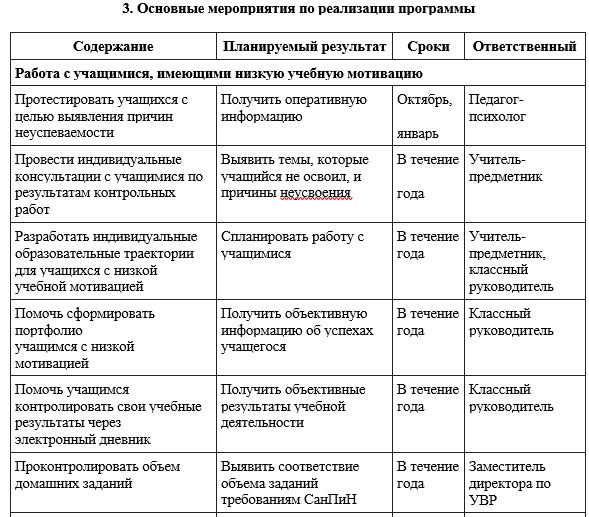 3. Основные мероприятия по реализации программы
Содержание Планируемый результат Сроки Ответственный
Работа с учащимися, имеющими низкую учебную мотивацию
Протестировать учащихся с
целью выявления причин
неуспеваемости
Получить оперативную
информацию
Октябрь,
январь
Педагог-
психолог
Провести индивидуальные
консультации с учащимися по
результатам контрольных
работ
Выявить темы, которые
учащийся не освоил, и
причины неусвоения
В течение
года
Учитель-
предметник
Разработать индивидуальные
образовательные траектории
для учащихся с низкой
учебной мотивацией
Спланировать работу с
учащимися
В течение
года
Учитель-
предметник,
классный
руководитель
Помочь сформировать
портфолио
учащимся с низкой
мотивацией
Получить объективную
информацию об успехах
учащегося
В течение
года
Классный
руководитель
Помочь учащимся
контролировать свои учебные
результаты через
электронный дневник
Получить объективные
результаты учебной
деятельности
В течение
года
Классный
руководитель
Проконтролировать объем
домашних заданий
Выявить соответствие
объема заданий
требованиям СанПиН
В течение
года
Заместитель
директора по
УВР